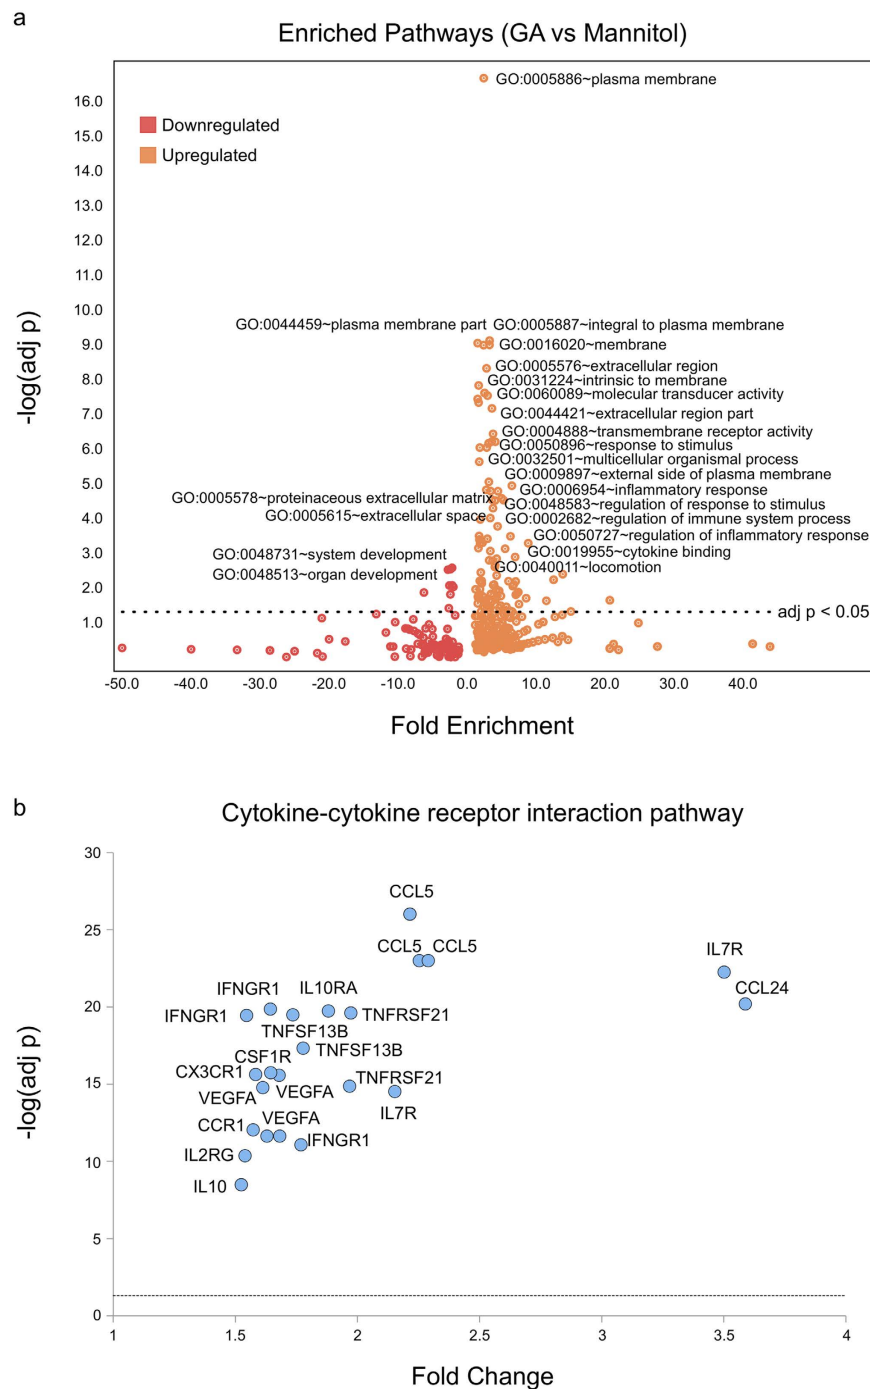 a
Enriched Pathways (GA vs Mannitol)
GO:0005886~plasma membrane
16.0
Downregulated
15.0
Upregulated
14.0
13.0
12.0
11.0
10.0
GO:0044459~plasma membrane part GO:0005887~integral to plasma membrane
9.0
GO:0016020~membrane
GO:0005576~extracellular region
8.0
GO:0031224~intrinsic to membrane
GO:0060089~molecular transducer activity
7.0
GO:0044421~extracellular region part
GO:0004888~transmembrane receptor activity
6.0
GO:0050896~response to stimulus
GO:0032501~multicellular organismal process
5.0
GO:0009897~external side of plasma membrane
GO:0006954~inflammatory response
GO:0005578~proteinaceous extracellular matrix
GO:0048583~regulation of response to stimulus
4.0
GO:0005615~extracellular space
GO:0002682~regulation of immune system process
GO:0050727~regulation of inflammatory response
3.0
GO:0048731~system development
GO:0019955~cytokine binding
GO:0040011~locomotion
GO:0048513~organ development
2.0
adj p < 0.05
1.0
-log(adj p)
-50.0 -40.0 -30.0 -20.0 -10.0 0.0 10.0 20.0 30.0 40.0
Fold Enrichment
b
Cytokine-cytokine receptor interaction pathway
30
CCL5
25
CCL5 CCL5
IL7R
CCL24
IFNGR1 IL10RA
20
IFNGR1
TNFRSF21
TNFSF13B
TNFSF13B
CSF1R
CX3CR1
TNFRSF21
15
VEGFA
VEGFA
IL7R
CCR1
VEGFA
IFNGR1
IL2RG
10
IL10
5
0
-log(adj p)
1 1.5 2 2.5 3 3.5 4
Fold Change